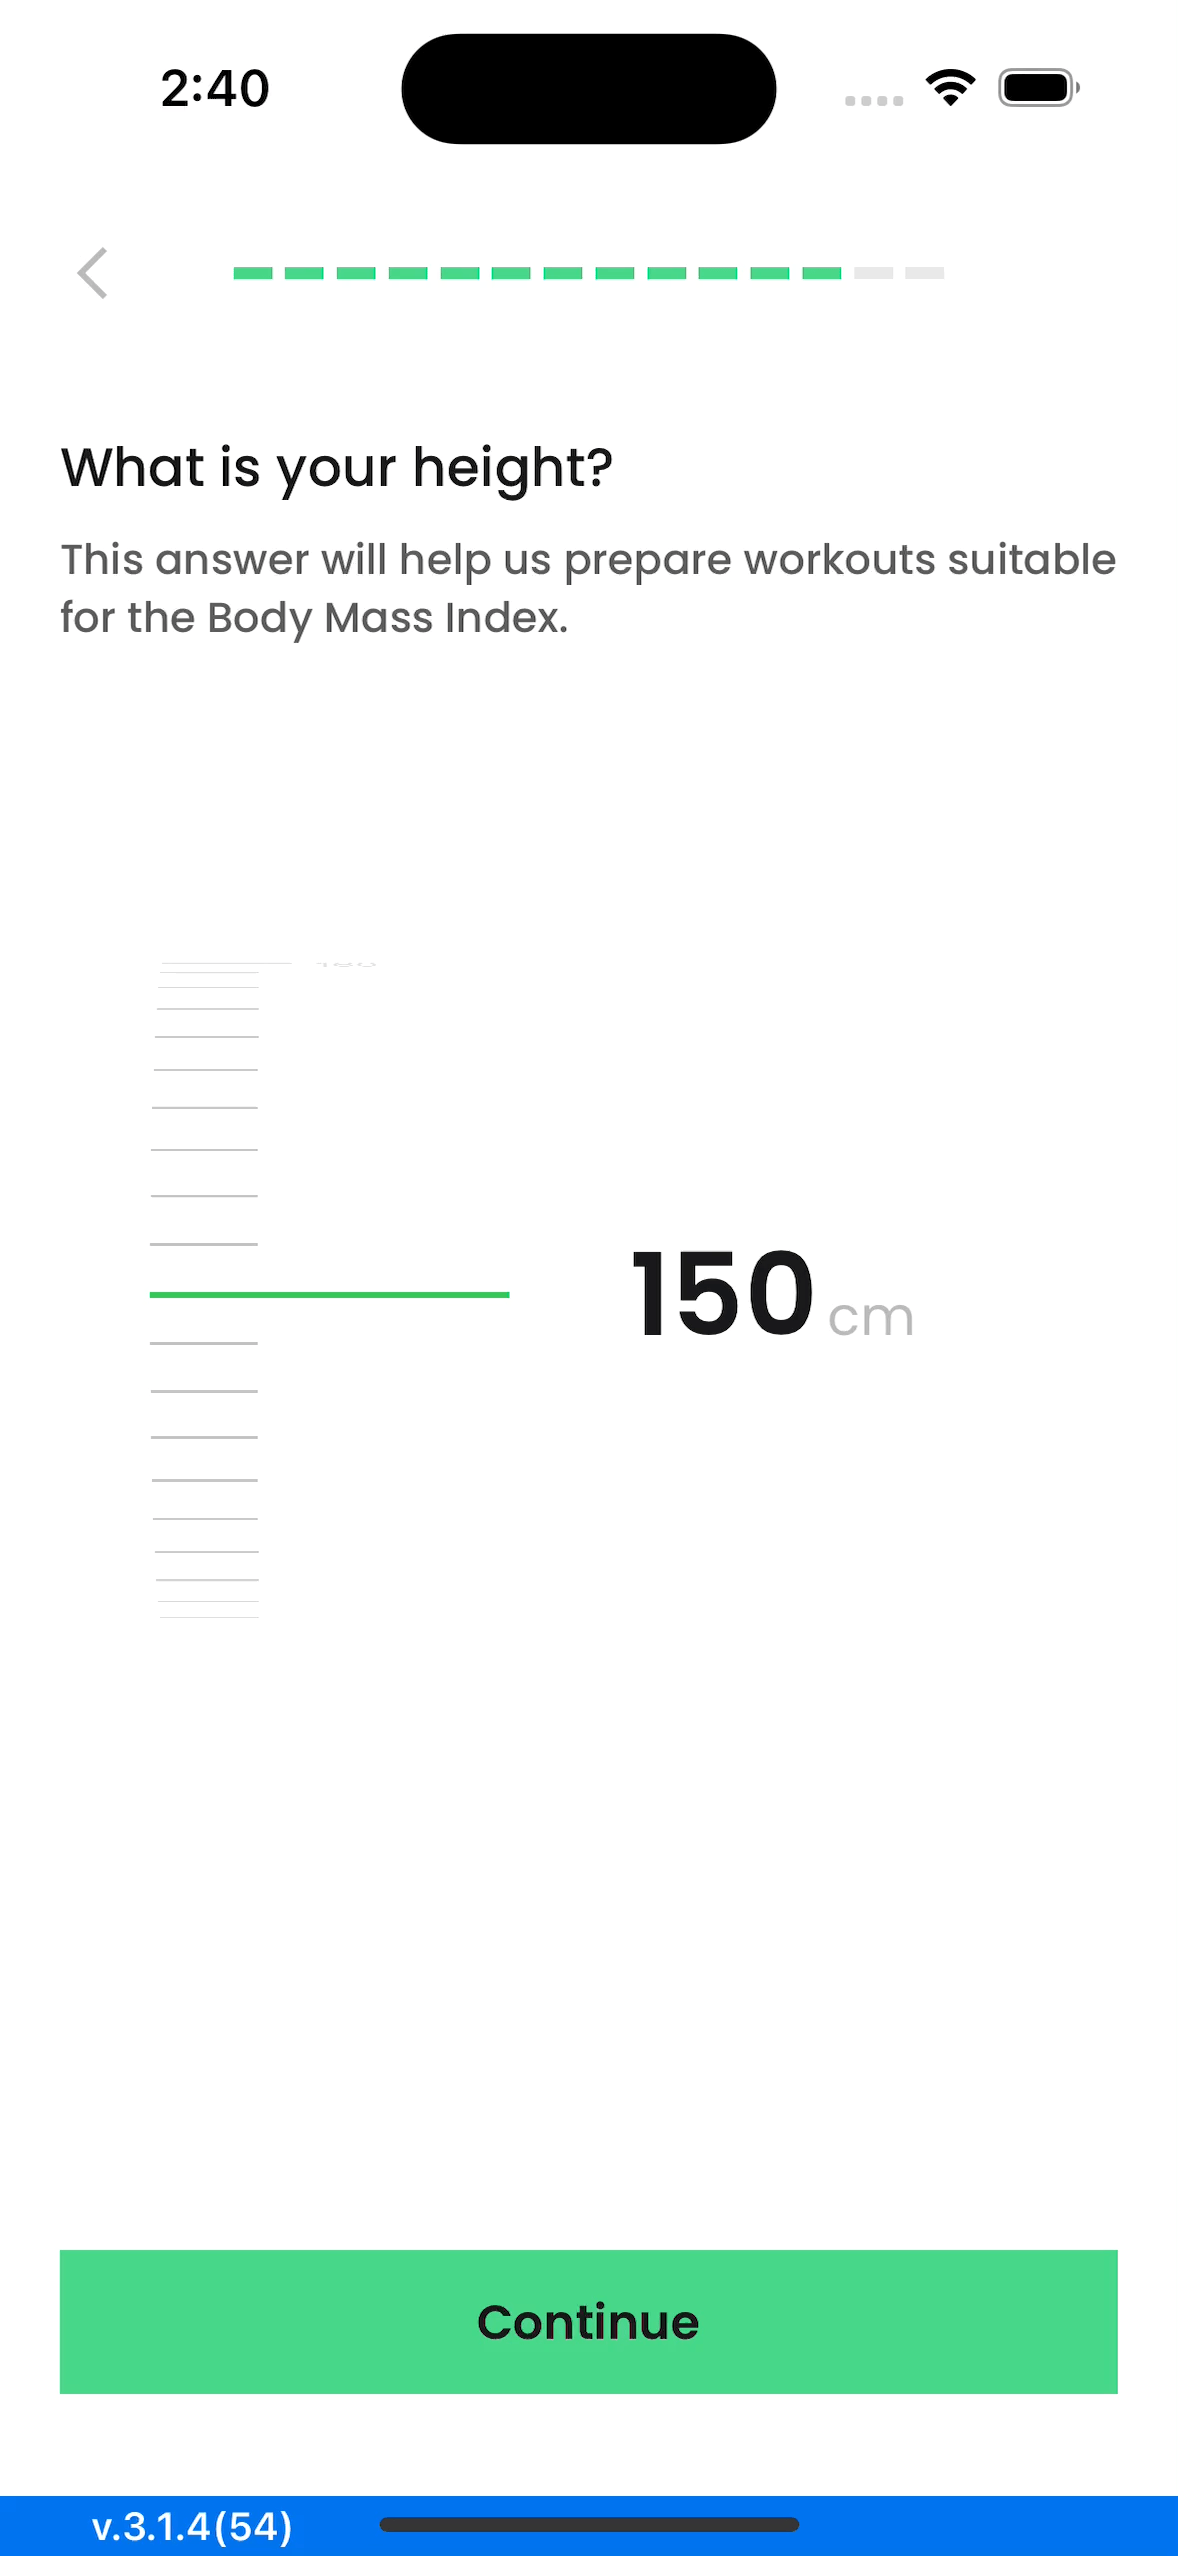 2:40
What is your height?
This answer will help us prepare workouts suitable
for the Body Mass Index.
150 cm
Continue
v.3.1.4(54)